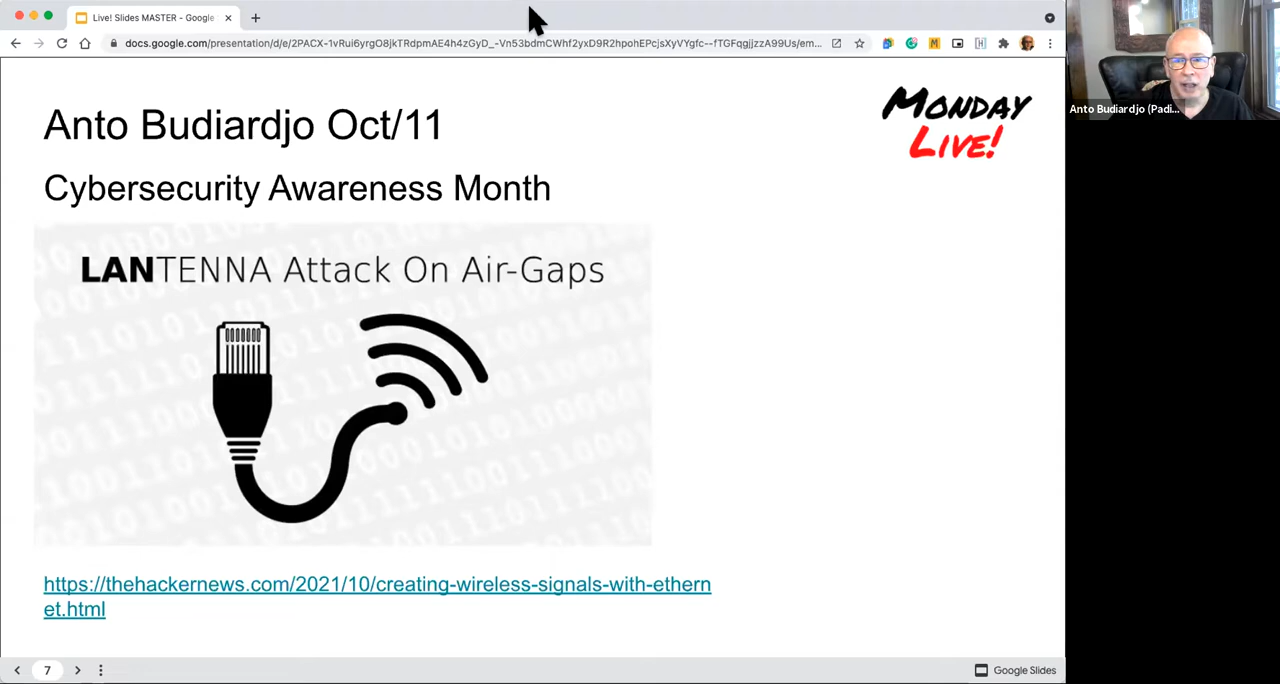 Live! Slides MASTER - Google
docs.google.com/presentation/d/e/2PACX-1vRui6yrgO8jkTRdpmAE4h4zGyD_-Vn53bdmCWhf2yxD9R2hpohEPcjsXyVYgfc--fTGFqgjjzzA99Us/em...
Anto Budiardjo Oct/11
MONDAY
LIVE!
Anto Budiardjo (Padi...
Cybersecurity Awareness Month
LANTENNA Attack On Air-Gaps
https://thehackernews.com/2021/10/creating-wireless-signals-with-ethern
et.html
7
Google Slides